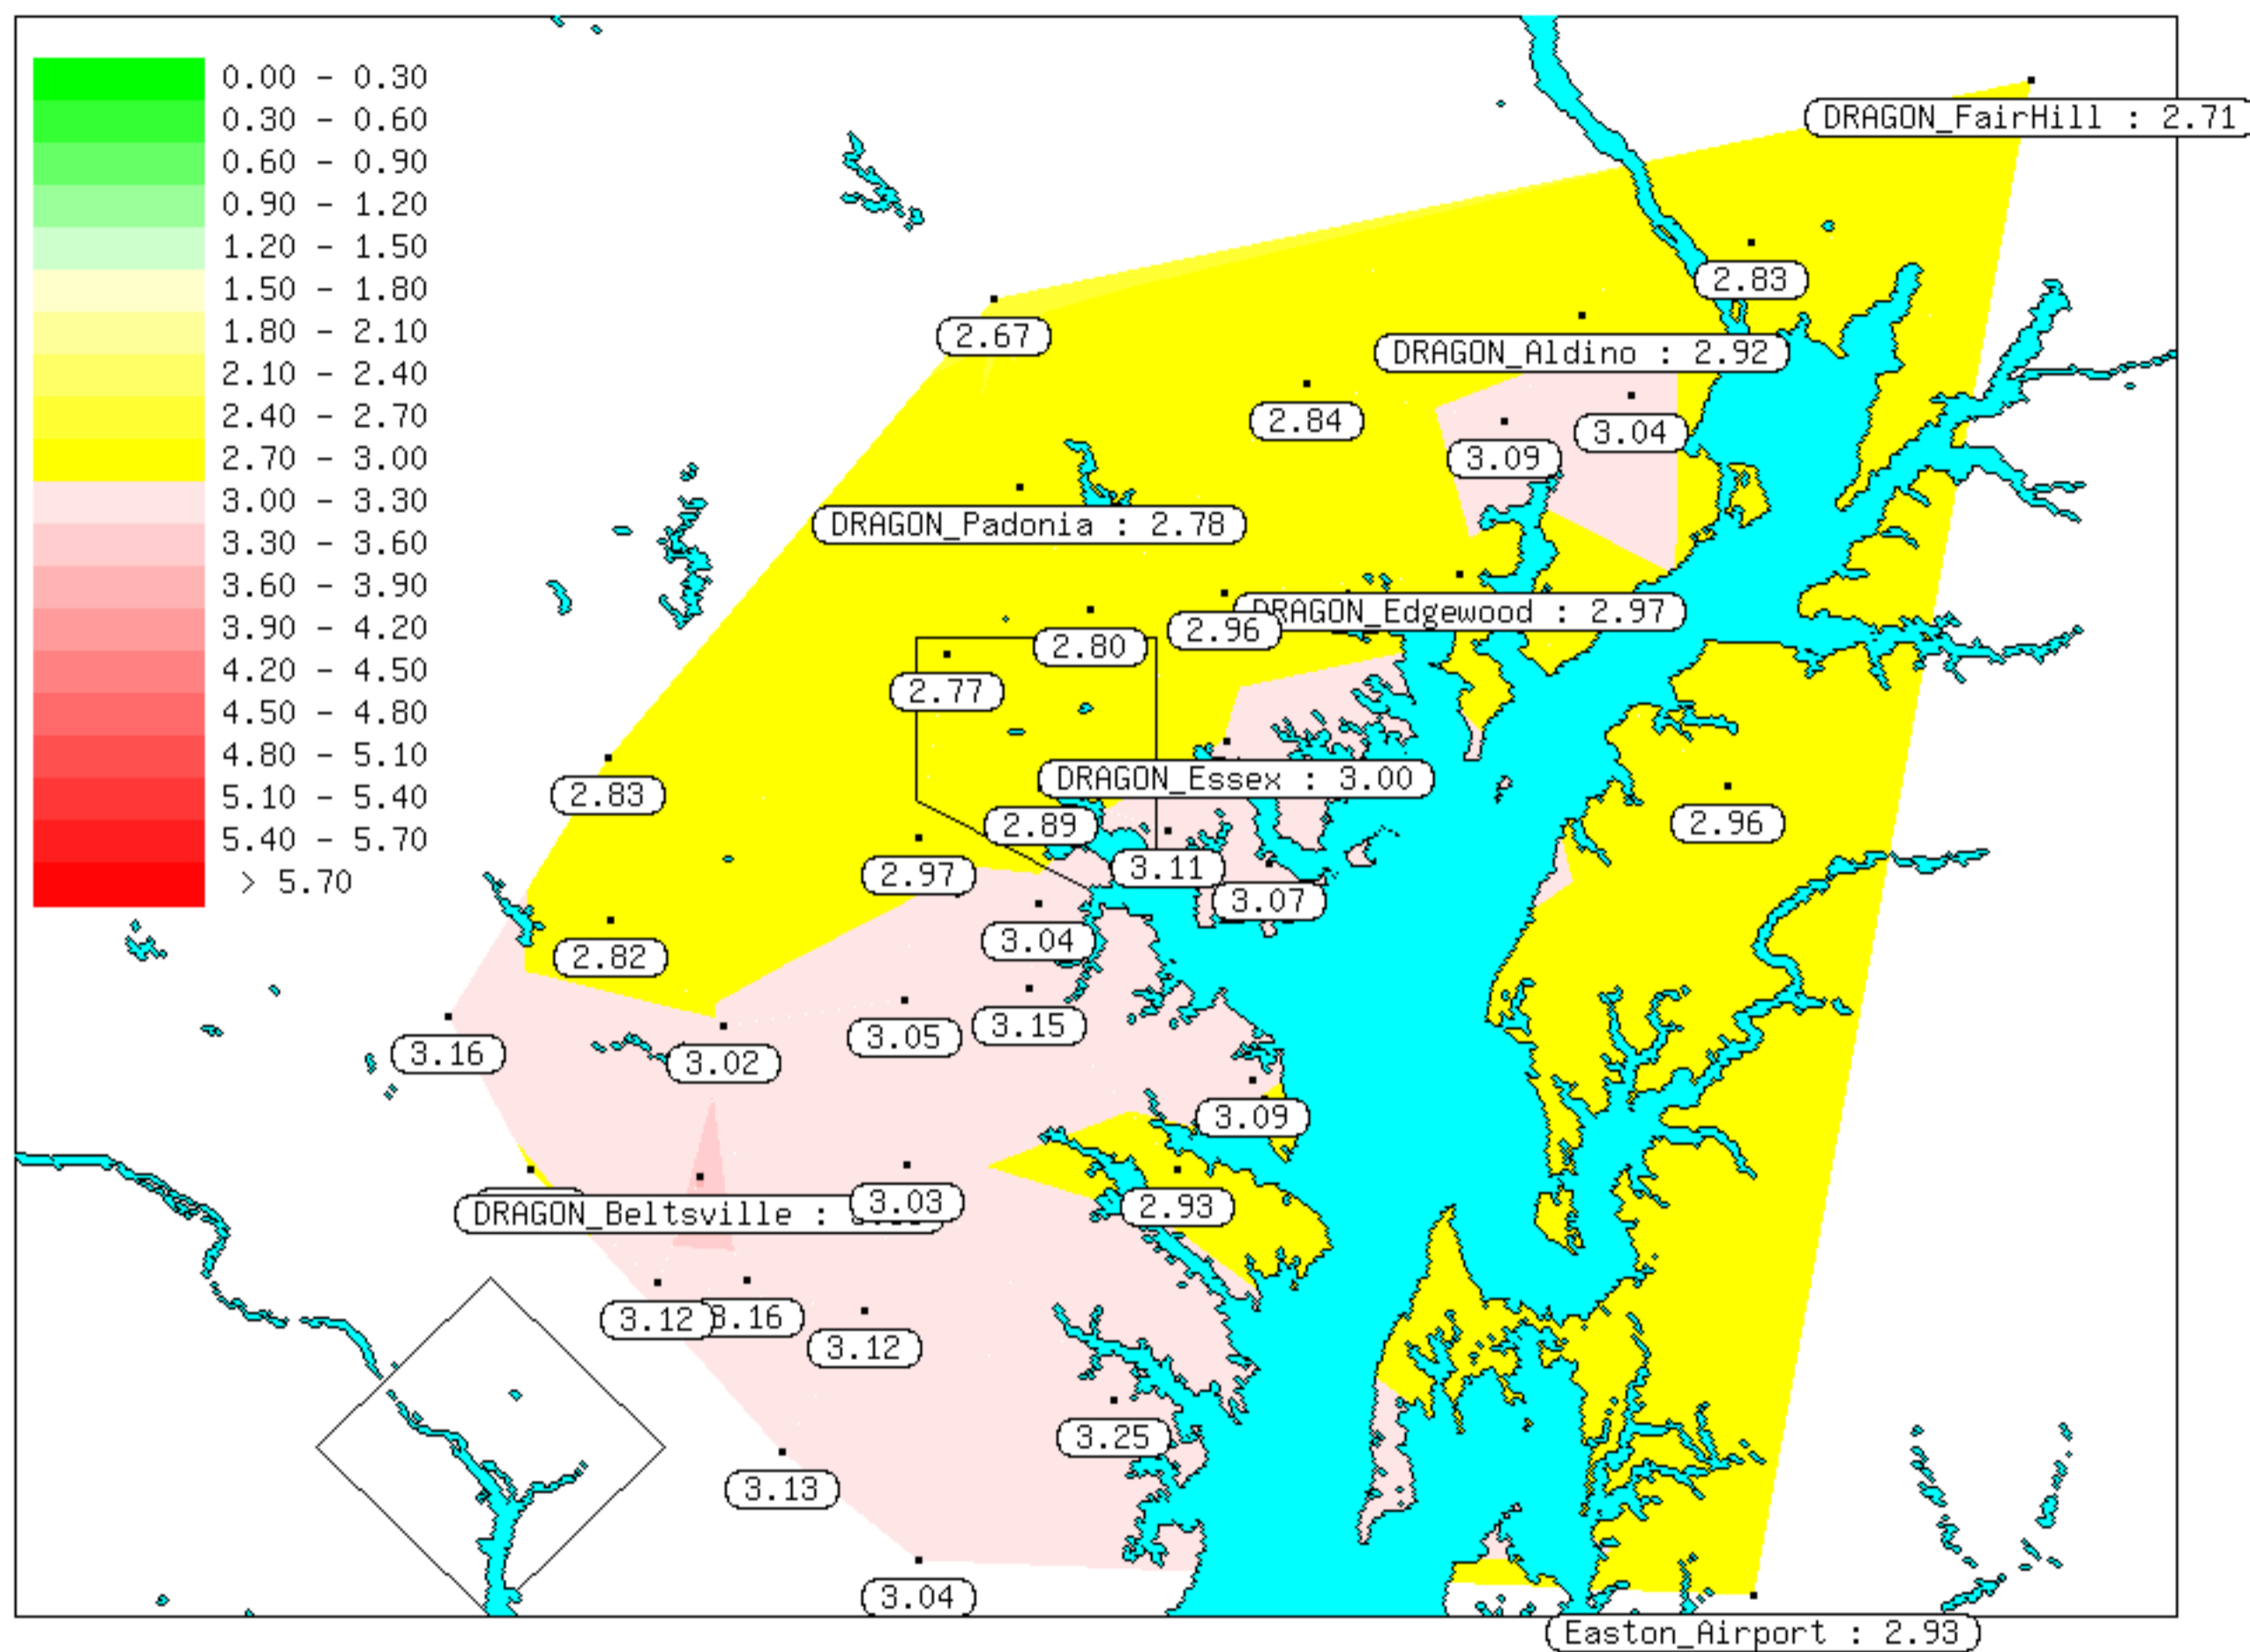 0.00 - 0.30
0.30 - 0.60
0.60 - 0.90
0.90 - 1.20
1.20 - 1.50
1.50 - 1.80
1.80 - 2.10
2.10 - 2.40
2.40 - 2.70
2.70 - 3.00
3.00 - 3.30
3.30 - 3.60
3.60 - 3.90
3.90 - 4.20
4.20 - 4.50
4.50 - 4.80
4.80 - 5.10
5.10 - 5.40
5.40 - 5.70
> 5.70
DRAGON_FairHill : 2.71
2.83
2.67
DRAGON_Aldino : 2.92
2.84
3.04
3.09
DRAGON_Padonia : 2.78
DRAGON_Edgewood : 2.97
2.96
2.80
2.77
DRAGON_Essex : 3.00
2.83
2.89
2.96
3.11
2.97
3.07
3.04
2.82
3.15
3.05
3.16
3.02
3.09
3.03
2.93
DRAGON_Beltsville :
3.12
3.16
3.12
3.25
3.13
3.04
Easton_Airport : 2.93